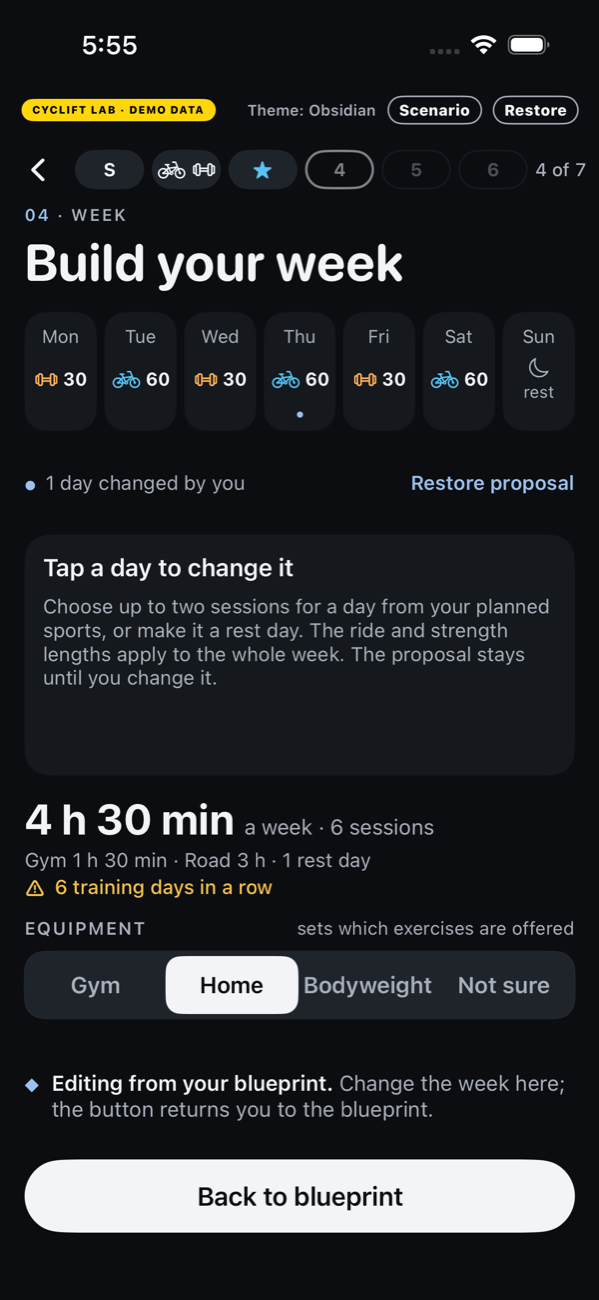 5:55
CYCLIFT LAB · DEMO DATA Theme: Obsidian Scenario Restore
S 4 5 6 4 of 7
04 · WEEK
Build your week
Mon Tue Wed Thu Fri Sat Sun
30 60 30 60 30 60 rest
1 day changed by you Restore proposal
Tap a day to change it
Choose up to two sessions for a day from your planned
sports, or make it a rest day. The ride and strength
lengths apply to the whole week. The proposal stays
until you change it.
4 h 30 min a week · 6 sessions
Gym 1 h 30 min · Road 3 h · 1 rest day
6 training days in a row
EQUIPMENT sets which exercises are offered
Gym Home Bodyweight Not sure
Editing from your blueprint. Change the week here;
the button returns you to the blueprint.
Back to blueprint